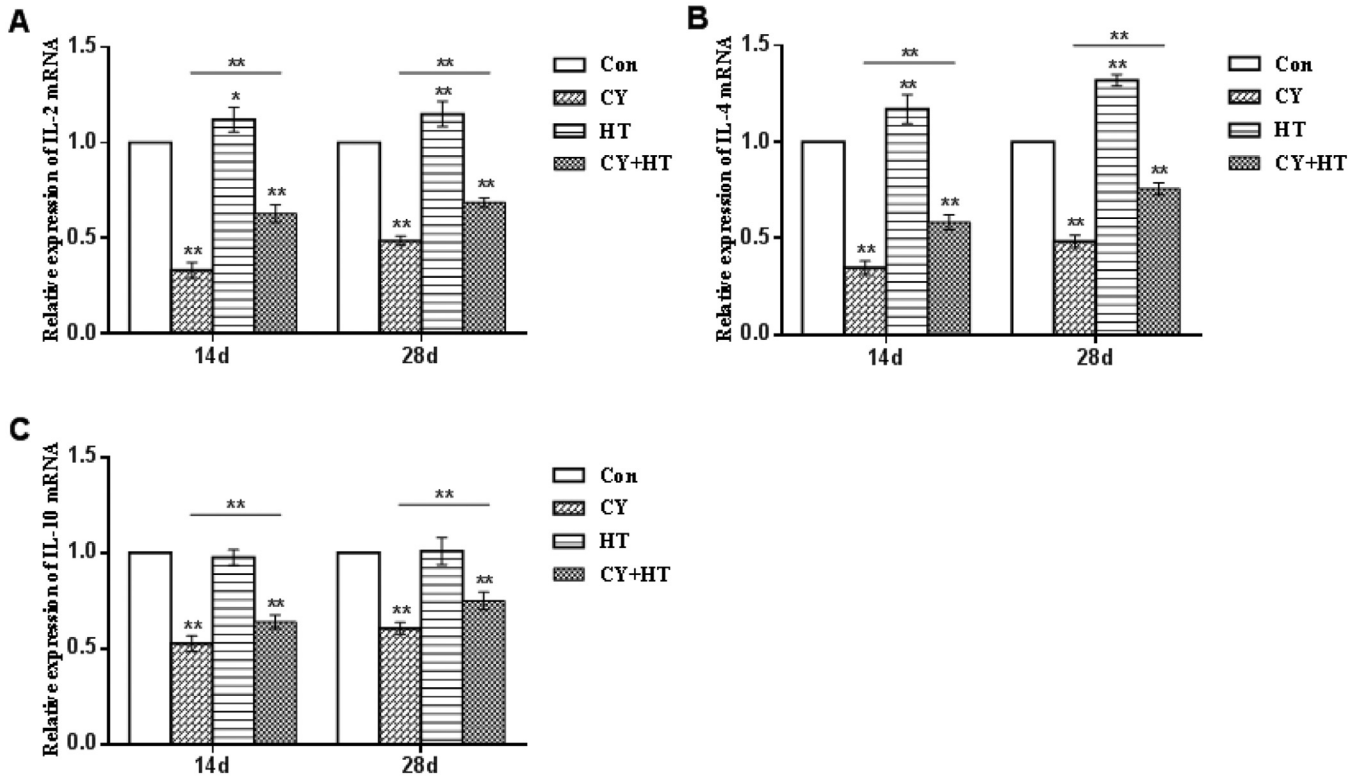 A
Relative expression of IL-2 mRNA
1.5
1.0
0.5
0.0
**
*
**
**
**
**
**
**
14d
28d
Con
CY
HT
CY+HT
B
Relative expression of IL-4 mRNA
1.5
1.0
0.5
0.0
**
**
**
**
**
**
**
**
14d
28d
Con
CY
HT
CY+HT
C
Relative expression of IL-10 mRNA
1.5
1.0
0.5
0.0
**
**
**
**
**
**
14d
28d
Con
CY
HT
CY+HT